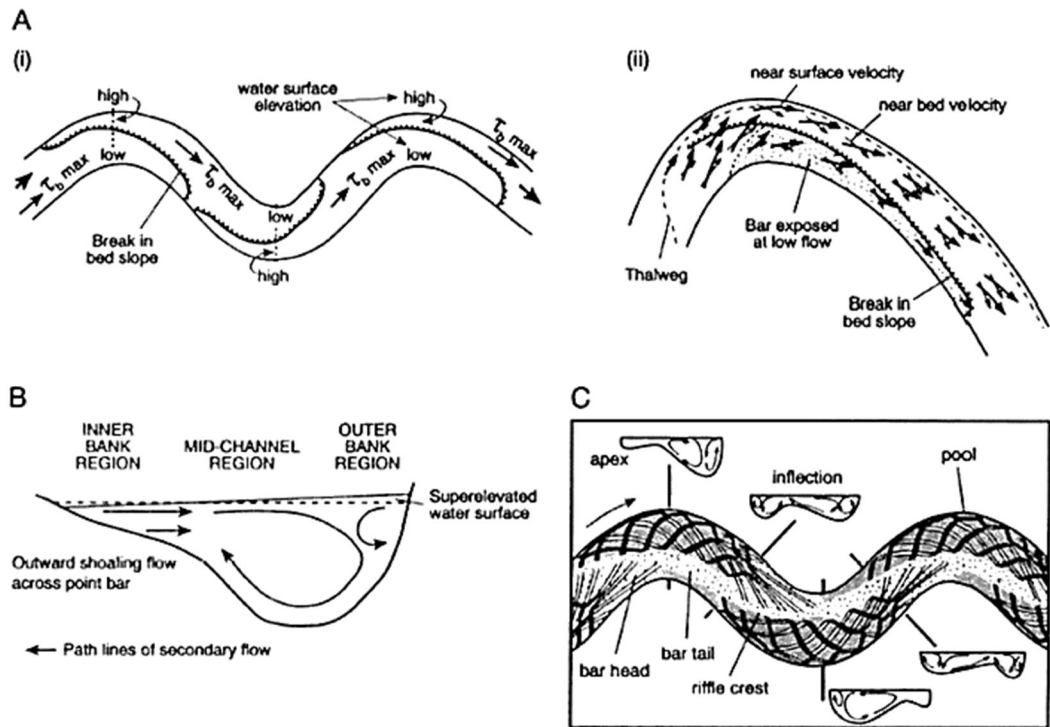 A
(i)
high
water surface
elevation
high
τb max
τb max
low
τb max
low
τb max
low
Break in
bed slope
high
(ii)
near surface velocity
near bed velocity
Bar exposed
at low flow
Thalweg
Break in
bed slope
B
INNER
BANK
REGION
MID-CHANNEL
REGION
OUTER
BANK
REGION
Superelevated
water surface
Outward shoaling flow
across point bar
Path lines of secondary flow
C
apex
inflection
pool
bar head
bar tail
riffle crest